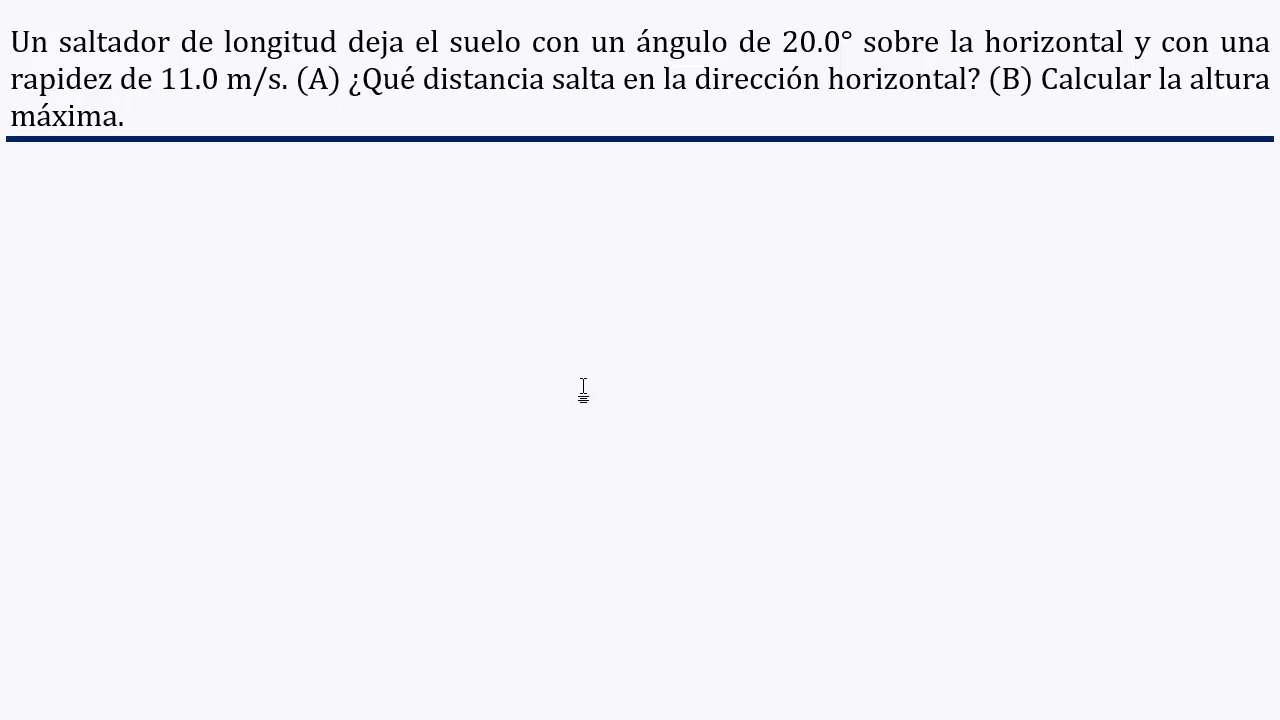 Un saltador de longitud deja el suelo con un ángulo de 20.0° sobre la horizontal y con una
rapidez de 11.0 m/s. (A) ¿Qué distancia salta en la dirección horizontal? (B) Calcular la altura
máxima.